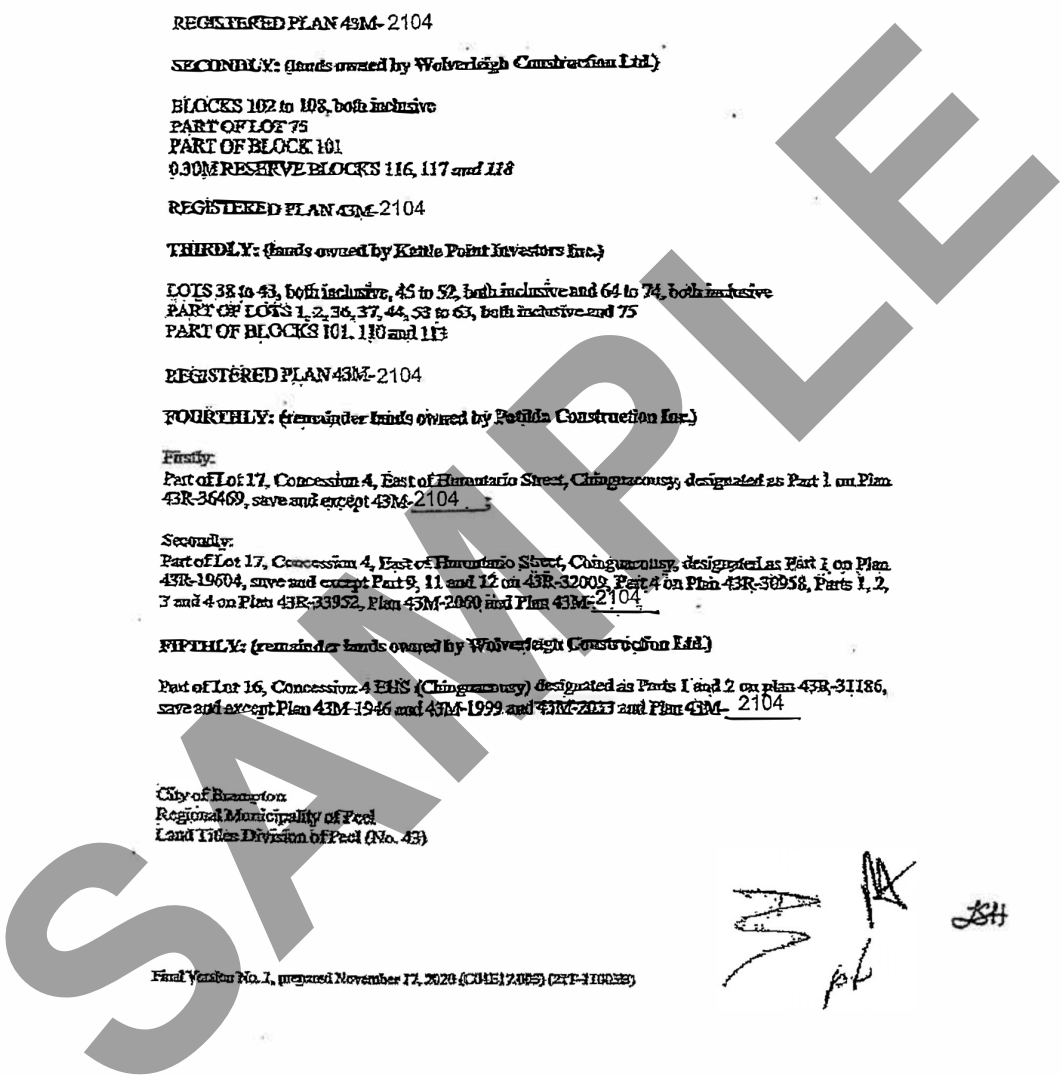 REGISTERED PLAN 43M-2104
SECONDLY: (lands owned by Wolverleigh Construction Ltd.)
BLOCKS 102 to 108, both inclusive
PART OF LOT 75
PART OF BLOCK 101
0.30M RESERVE BLOCKS 116, 117 and 118
REGISTERED PLAN 43M-2104
THIRDLY: (lands owned by Kettle Point Investors Inc.)
LOTS 38 to 43, both inclusive, 45 to 52, both inclusive and 64 to 74, both inclusive
PART OF LOTS 1, 2, 36, 37, 44, 53 to 63, both inclusive and 75
PART OF BLOCKS 101, 110 and 113
REGISTERED PLAN 43M-2104
FOURTHLY: (remainder lands owned by Construction Inc.)
Firstly:
Part of Lot 17, Concession 4, East of Hurontario Street, Chinguacousy, designated as Part 1 on Plan
43R-36469, save and except 43M-2104
Secondly:
Part of Lot 17, Concession 4, East of Hurontario Street, Chinguacousy, designated as Part 1 on Plan
43R-19604, save and except Part 9, 11 and 12 on 43R-32009, Part 4 on Plan 43R-30958, Parts 1, 2,
3 and 4 on Plan 43R-33952, Plan 43M-2060 and Plan 43M-2104
FIFTHLY: (remainder lands owned by Wolverleigh Construction Ltd.)
Part of Lot 16, Concession 4 EHS (Chinguacousy) designated as Parts 1 and 2 on plan 43R-31186,
save and except Plan 43M-1946 and 43M-1999 and 43M-2033 and Plan 43M- 2104
City of Brampton
Regional Municipality of Peel
Land Titles Division of Peel (No. 43)
JSH
Final Version No. 1, prepared November 17, 2020
SAMPLE